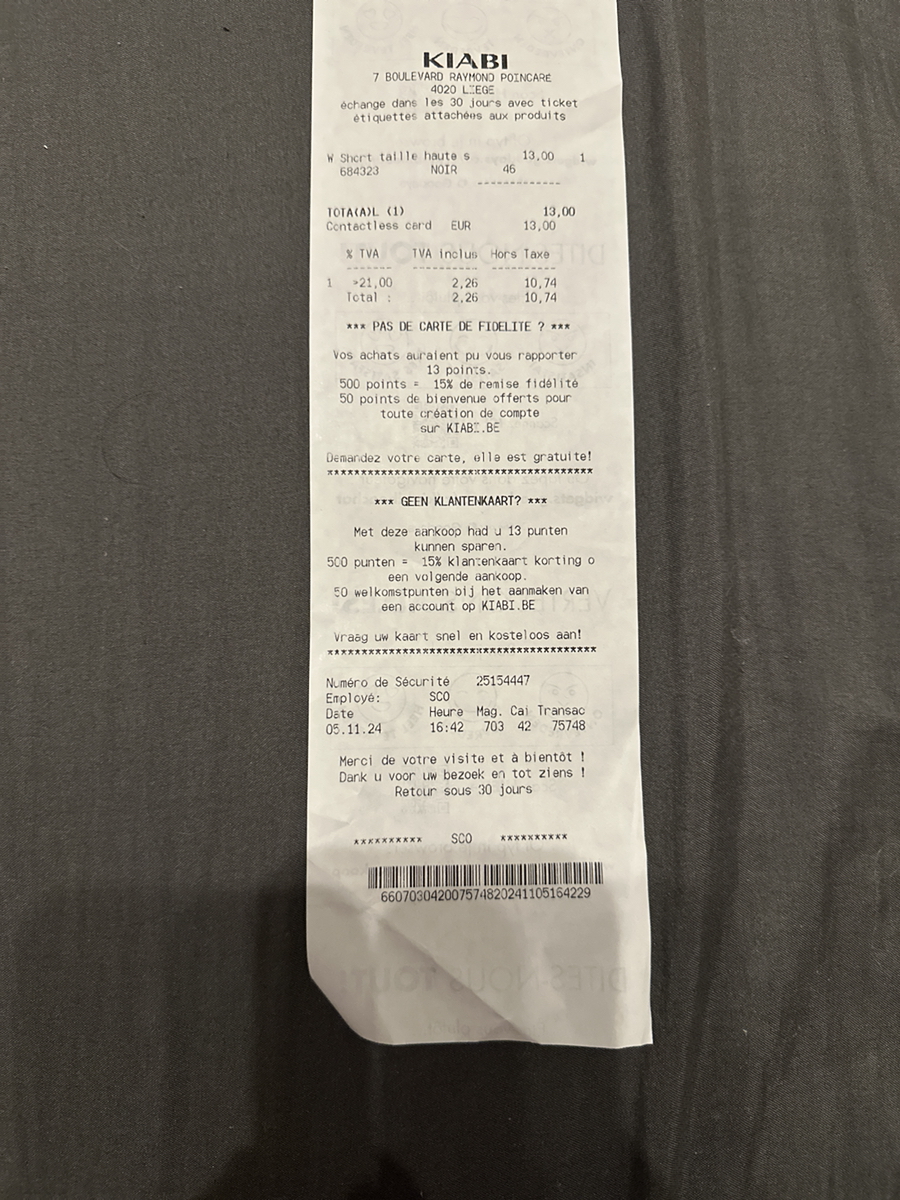 KIABI
7 BOULEVARD RAYMOND POINCARE
4020 LIEGE
échange dans les 30 jours avec ticket
étiquettes attachées aux produits
W Short taille haute s 13,00 1
684323 NOIR 46
-------------
TOTA(A)L (1) 13,00
Contactless card EUR 13,00
% TVA TVA inclus Hors Taxe
------- ---------- ----------
1 >21,00 2,26 10,74
Total : 2,26 10,74
*** PAS DE CARTE DE FIDELITE ? ***
Vos achats auraient pu vous rapporter
13 points.
500 points = 15% de remise fidélité
50 points de bienvenue offerts pour
toute création de compte
sur KIABI.BE
Demandez votre carte, elle est gratuite!
****************************************
*** GEEN KLANTENKAART? ***
Met deze aankoop had u 13 punten
kunnen sparen.
500 punten = 15% klantenkaart korting o
een volgende aankoop.
50 welkomstpunten bij het aanmaken van
een account op KIABI.BE
Vraag uw kaart snel en kosteloos aan!
****************************************
Numéro de Sécurité 25154447
Employé: SCO
Date Heure Mag. Cai Transac
05.11.24 16:42 703 42 75748
Merci de votre visite et à bientôt !
Dank u voor uw bezoek en tot ziens !
Retour sous 30 jours
********** SCO **********
660703042007574820241105164229